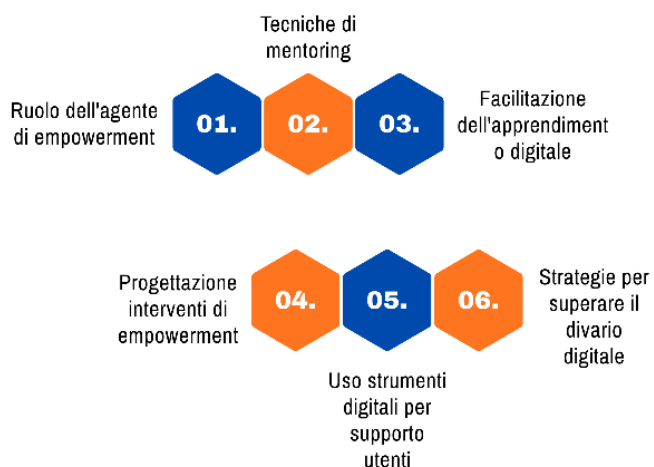 Tecniche di
mentoring
Ruolo dell'agente
di empowerment
01.
02.
03.
Facilitazione
dell'apprendiment
o digitale
Progettazione
interventi di
empowerment
04.
05.
06.
Strategie per
superare il
divario
digitale
Uso strumenti
digitali per
supporto
utenti